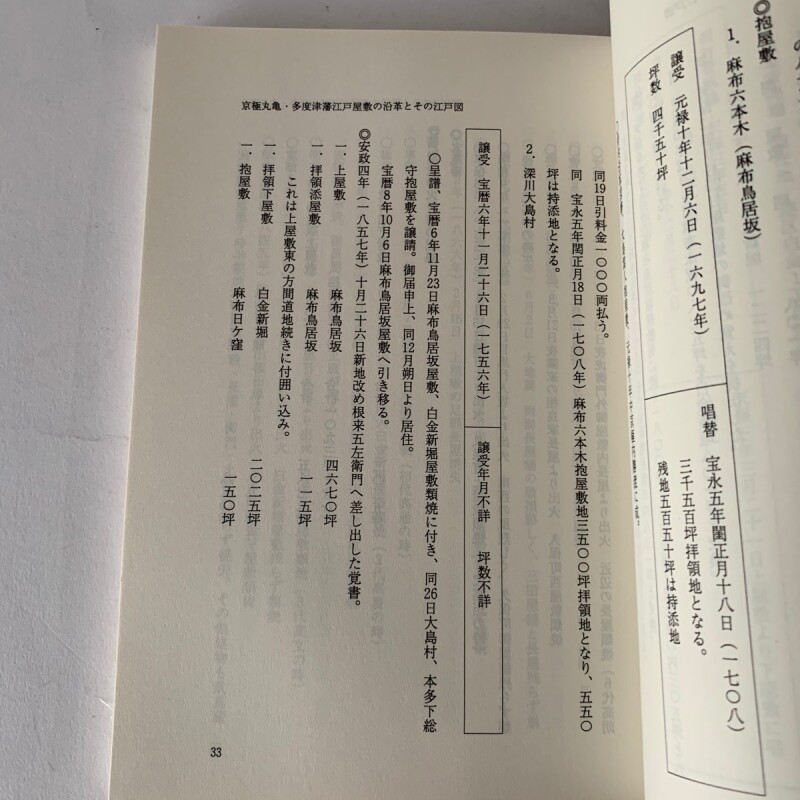 ◎抱屋敷
1．麻布六本木（麻布鳥居坂）
譲受　元禄十年十二月六日（一六九七年）
坪数　四千五十坪
唱替　宝永五年閏正月十八日（一七〇八）
三千五百坪拝領地となる。
残地五百五十坪は持添地
京極丸亀・多度津藩江戸屋敷の沿革とその江戸図
同19日引料金一〇〇〇両払う。
同　宝永五年閏正月18日（一七〇八年）麻布六本木抱屋敷地三五〇〇坪拝領地となり、五五〇
坪は持添地となる。
2．深川大島村
譲受　宝暦六年十一月二十六日（一七五六年）
譲受年月不詳　坪数不詳
〇呈譜、宝暦6年11月23日麻布鳥居坂屋敷、白金新堀屋敷類焼に付き、同26日大島村、本多下総
守抱屋敷を譲請。御届申上、同12月朔日より居住。
宝暦8年10月6日麻布鳥居坂屋敷へ引き移る。
◎安政四年（一八五七年）十月二十六日新地改め根来五左衛門へ差し出した覚書。
一．上屋敷　麻布鳥居坂　四六七〇坪
一．拝領添屋敷　麻布鳥居坂　一一五坪
これは上屋敷東の方間道地続きに付囲い込み。
一．拝領下屋敷　白金新堀　二〇二五坪
一．抱屋敷　麻布日ケ窪　一五〇坪
33